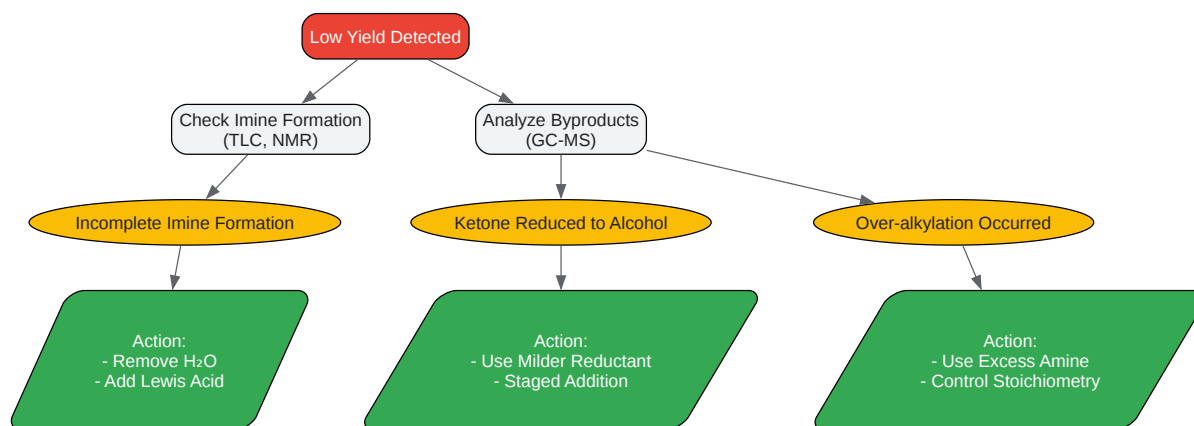 Low Yield Detected
Check Imine Formation
(TLC, NMR)
Analyze Byproducts
(GC-MS)
Incomplete Imine Formation
Ketone Reduced to Alcohol
Over-alkylation Occurred
Action:
- Remove H₂O
- Add Lewis Acid
Action:
- Use Milder Reductant
- Staged Addition
Action:
- Use Excess Amine
- Control Stoichiometry